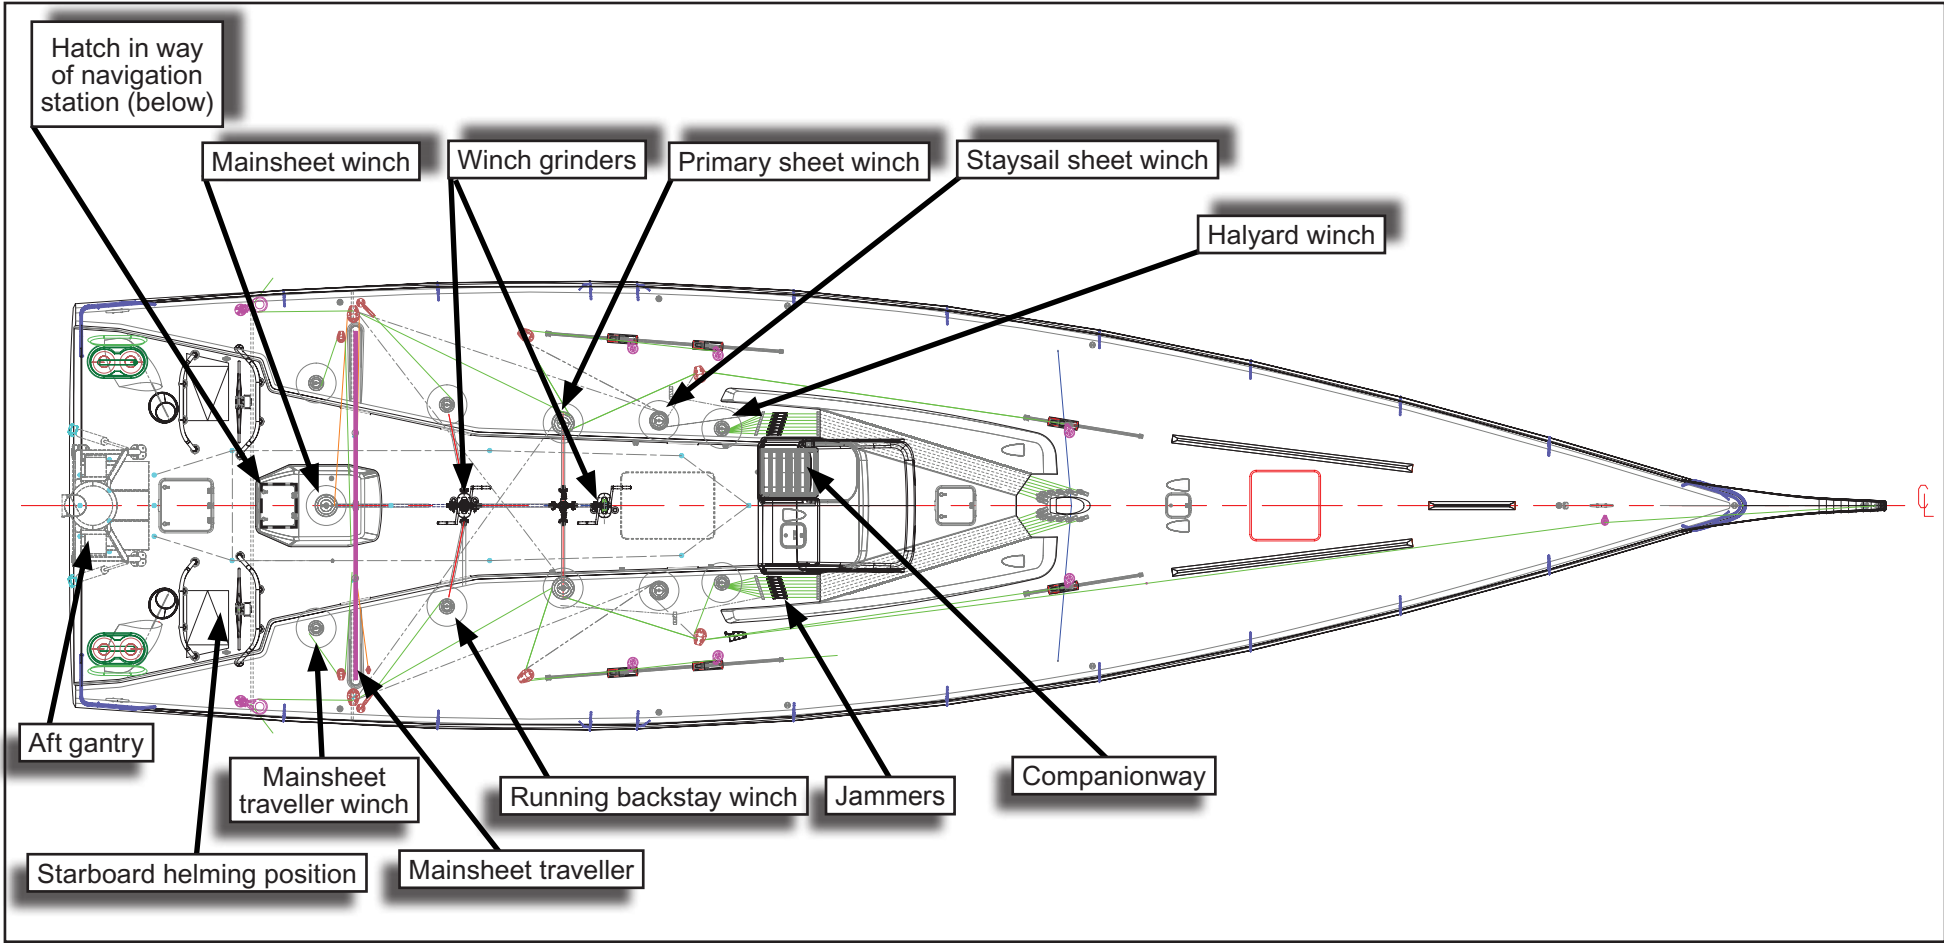 Hatch in way
of navigation
station (below)
Mainsheet winch
Winch grinders
Primary sheet winch
Staysail sheet winch
Halyard winch
CL
Aft gantry
Mainsheet
traveller winch
Running backstay winch
Jammers
Companionway
Starboard helming position
Mainsheet traveller